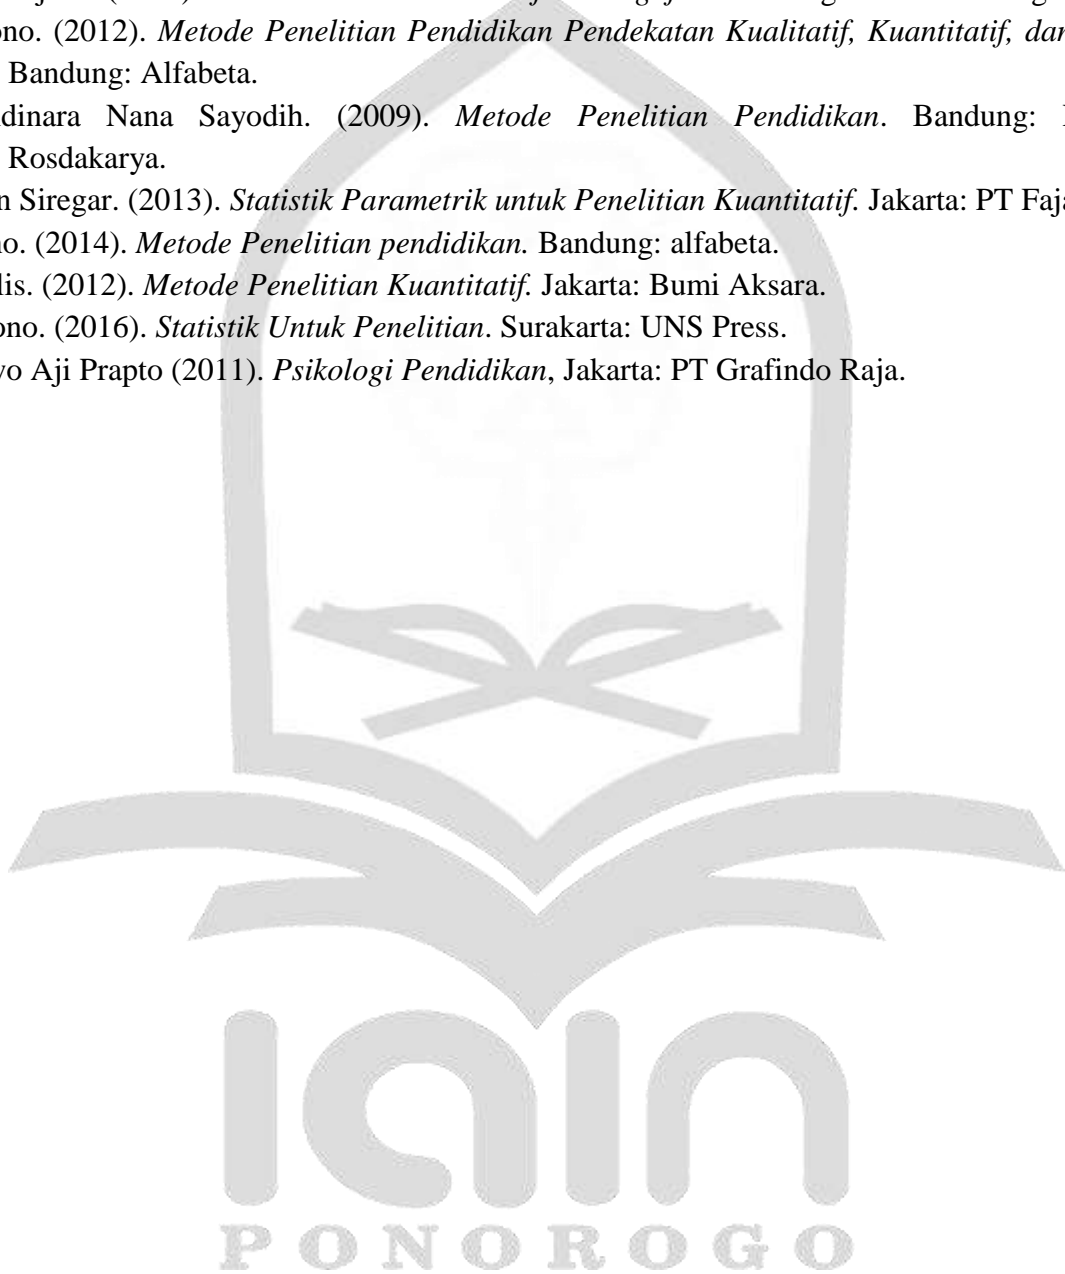 ono. (2012). Metode Penelitian Pendidikan Pendekatan Kualitatif, Kuantitatif, dan
Bandung: Alfabeta.
dinara Nana Sayodih. (2009). Metode Penelitian Pendidikan. Bandung:
Rosdakarya.
n Siregar. (2013). Statistik Parametrik untuk Penelitian Kuantitatif. Jakarta: PT Faja
no. (2014). Metode Penelitian pendidikan. Bandung: alfabeta.
lis. (2012). Metode Penelitian Kuantitatif. Jakarta: Bumi Aksara.
ono. (2016). Statistik Untuk Penelitian. Surakarta: UNS Press.
vo Aji Prapto (2011). Psikologi Pendidikan, Jakarta: PT Grafindo Raja.
iain
PONOROGO